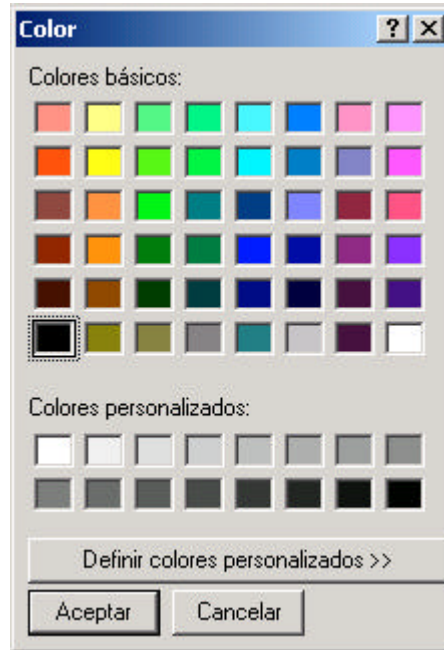 Color
Colores básicos:
Colores personalizados:
Definir colores personalizados >>
Aceptar Cancelar